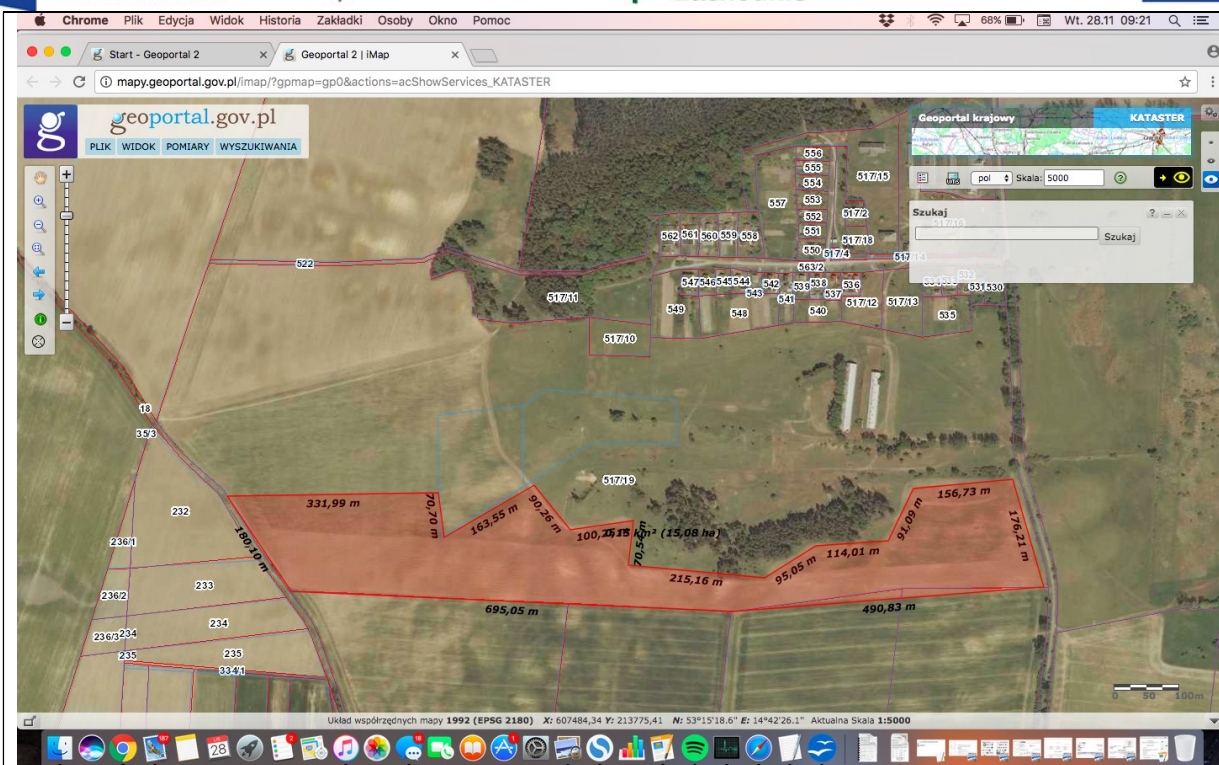 Chrome Plik Edycja Widok Historia Zakładki Osoby Okno Pomoc 68% Wt. 28.11 09:21
Start - Geoportal 2 × Geoportal 2 | iMap ×
mapy.geoportal.gov.pl/imap/?gpmap=gp0&actions=acShowServices_KATASTER
geoportal.gov.pl
PLIK WIDOK POMIARY WYSZUKIWANIA
Geoportal krajowy KATASTER
pol Skala: 5000
Szukaj ? – ×
Szukaj
556
555
554
517/15
557
553
552
517/2
551
562 561 560 559 558
517/18
550
517/4
563/2
522
547 546 545 544 542 539 538 536
531 530
543
541
537
517/11
517/12
517/13
549
548
540
535
517/10
18
35/3
517/19
232
331,99 m
70,70 m
163,55 m
90,26 m
70,54 m
(15,08 ha)
215,16 m
95,05 m
114,01 m
91,09 m
156,73 m
176,21 m
180,10 m
236/1
233
236/2
695,05 m
490,83 m
234
236/3
234
235
235
334/1
0 50 100m
Układ współrzędnych mapy 1992 (EPSG 2180) X: 607484,34 Y: 213775,41 N: 53°15'18.6" E: 14°42'26.1" Aktualna Skala 1:5000
28